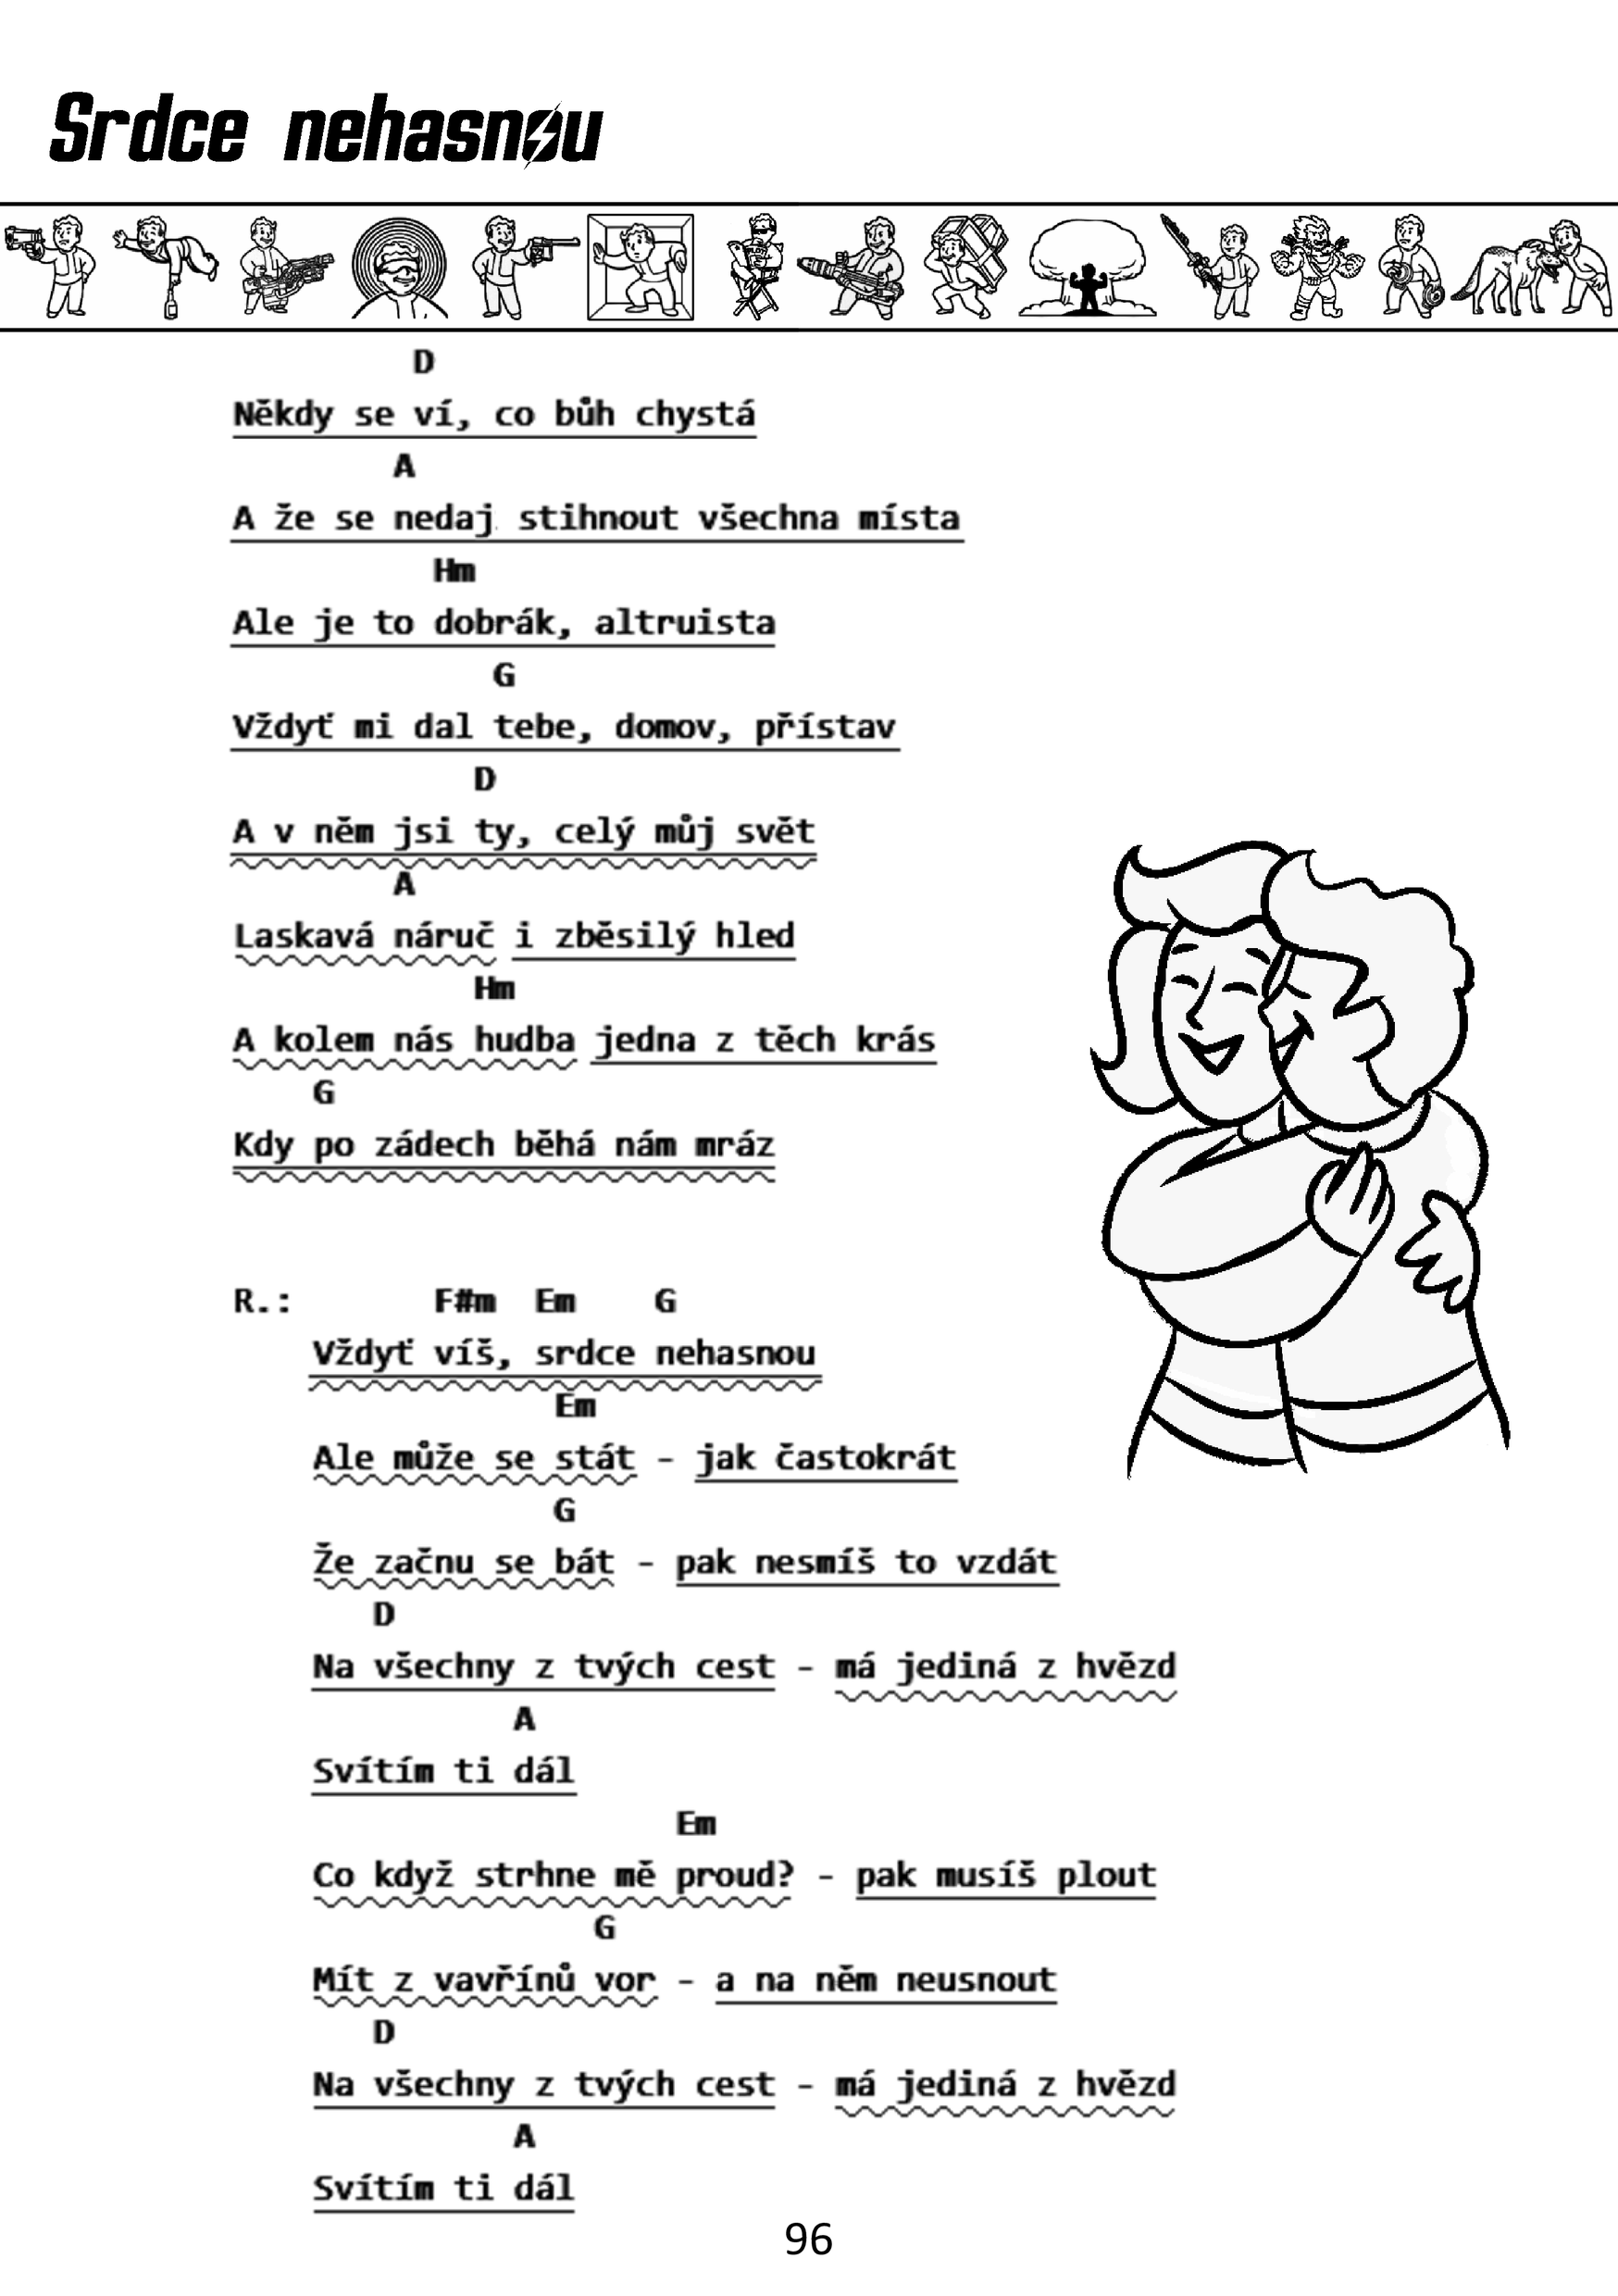 Srdce nehasnou
D
Někdy se ví, co bůh chystá
A
A že se nedaj stihnout všechna místa
Hm
Ale je to dobrák, altruista
G
Vždyť mi dal tebe, domov, přístav
D
A v něm jsi ty, celý můj svět
A
Laskavá náruč i zběsilý hled
Hm
A kolem nás hudba jedna z těch krás
G
Kdy po zádech běhá nám mráz
R.: F#m Em G
Vždyť víš, srdce nehasnou
Em
Ale může se stát - jak častokrát
G
Že začnu se bát - pak nesmíš to vzdát
D
Na všechny z tvých cest - má jediná z hvězd
A
Svítím ti dál
Em
Co když strhne mě proud? - pak musíš plout
G
Mít z vavřínů vor - a na něm neusnout
D
Na všechny z tvých cest - má jediná z hvězd
A
Svítím ti dál
96